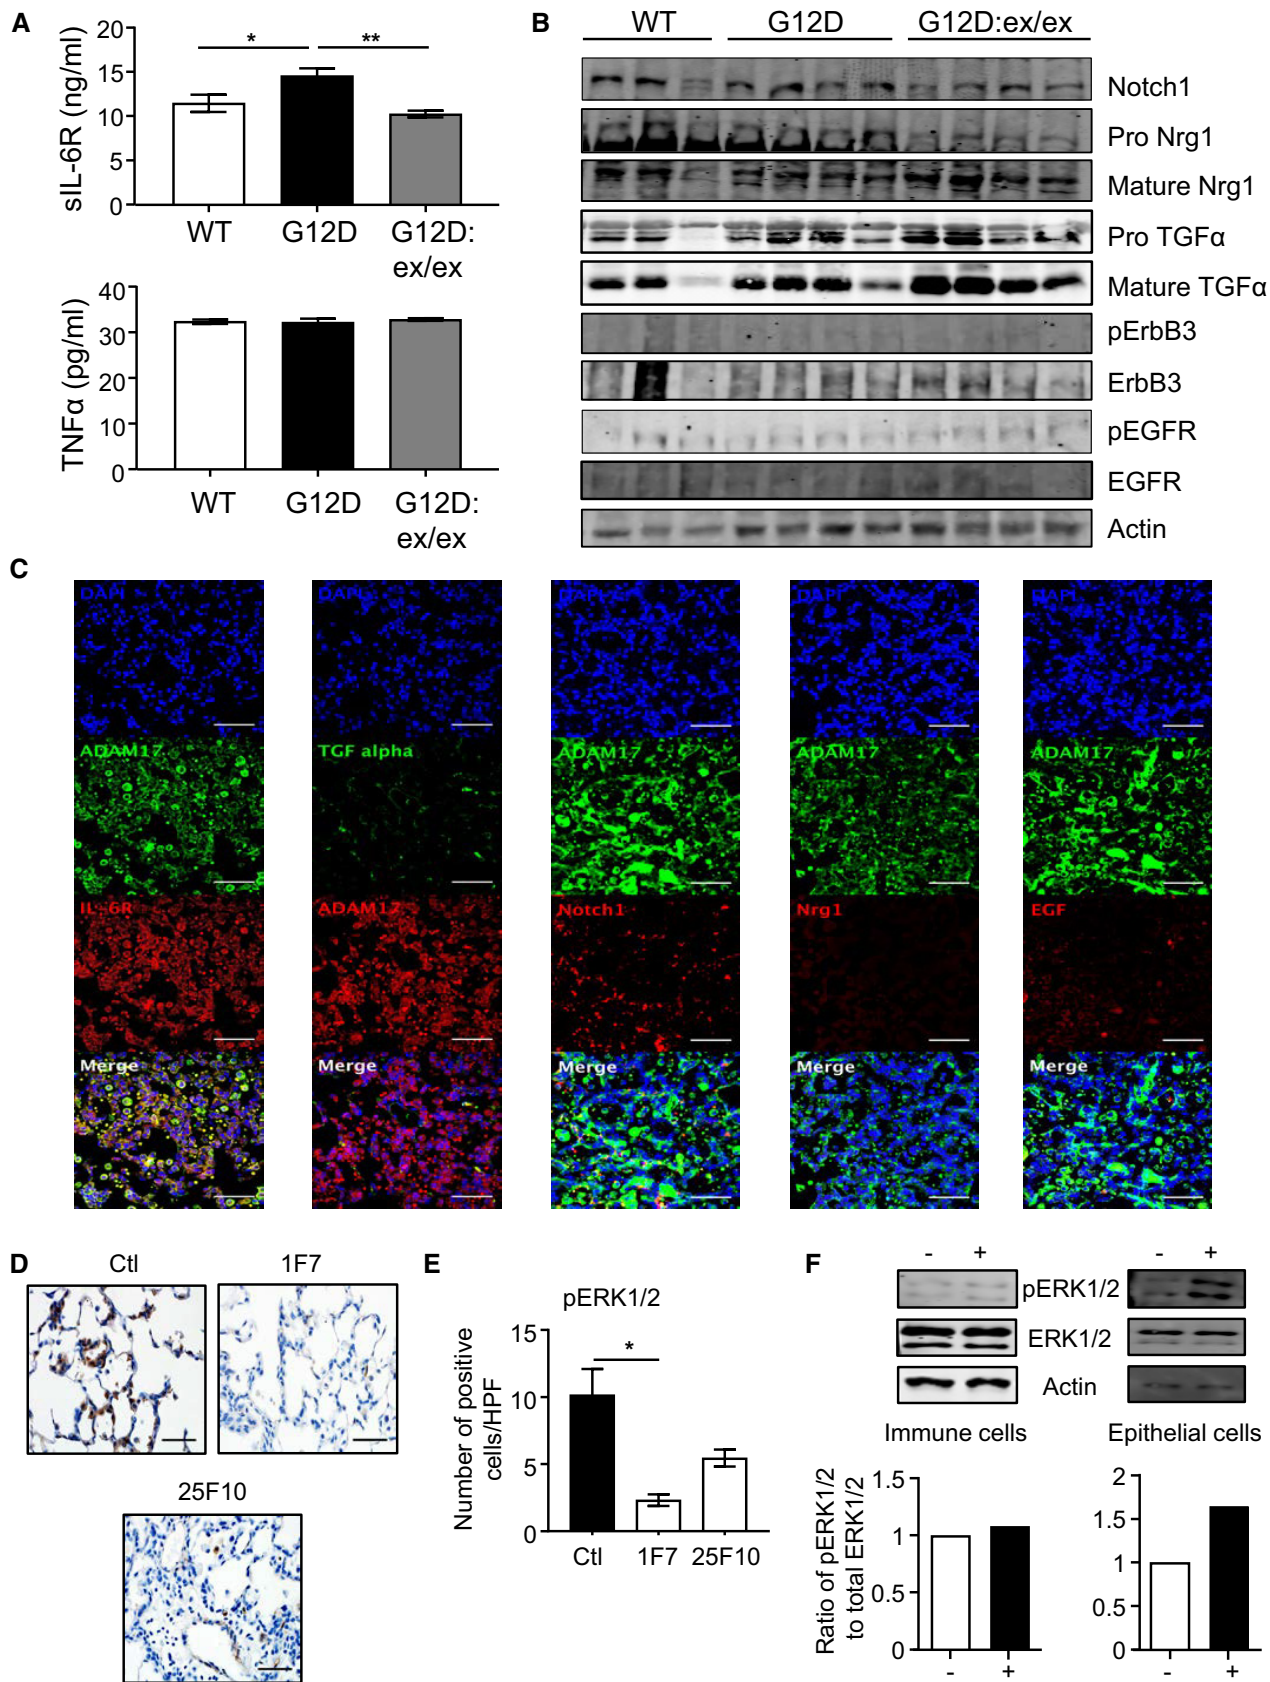 A
sIL-6R (ng/ml)
20
15
10
5
0
*
**
WT
G12D
G12D:
ex/ex
TNFα (pg/ml)
40
30
20
10
0
WT
G12D
G12D:
ex/ex
B
WT
G12D
G12D:ex/ex
Notch1
Pro Nrg1
Mature Nrg1
Pro TGFα
Mature TGFα
pErbB3
ErbB3
pEGFR
EGFR
Actin
C
DAPI
ADAM17
IL-6R
Merge
DAPI
TGF alpha
ADAM17
Merge
DAPI
ADAM17
Notch1
Merge
DAPI
ADAM17
Nrg1
Merge
DAPI
ADAM17
EGF
Merge
D
Ctl
1F7
25F10
E
pERK1/2
Number of positive
cells/HPF
15
10
5
0
*
Ctl
1F7
25F10
F
- +
- +
pERK1/2
ERK1/2
Actin
Immune cells
Epithelial cells
Ratio of pERK1/2
to total ERK1/2
1.5
1
0.5
0
- +
2
1.5
1
0.5
0
- +